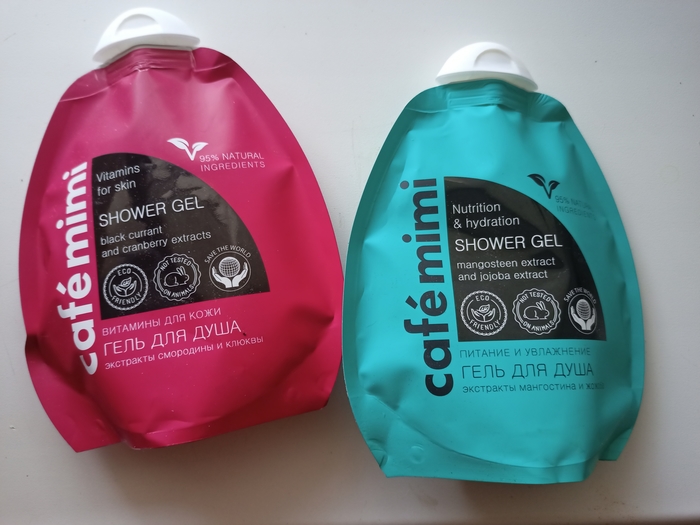 café mimi
95% NATURAL
INGREDIENTS
Vitamins
for skin
SHOWER GEL
black currant
and cranberry extracts
ECO
FRIENDLY
NOT TESTED
ON ANIMALS
SAVE THE WORLD
ВИТАМИНЫ ДЛЯ КОЖИ
ГЕЛЬ ДЛЯ ДУША
экстракты смородины и клюквы
café mimi
95%
Nutrition
& hydration
SHOWER GEL
mangosteen extract
and jojoba extract
ECO
FRIENDLY
NOT TESTED
ON ANIMALS
SAVE THE WORLD
ПИТАНИЕ И УВЛАЖНЕНИЕ
ГЕЛЬ ДЛЯ ДУША
экстракты мангостина и